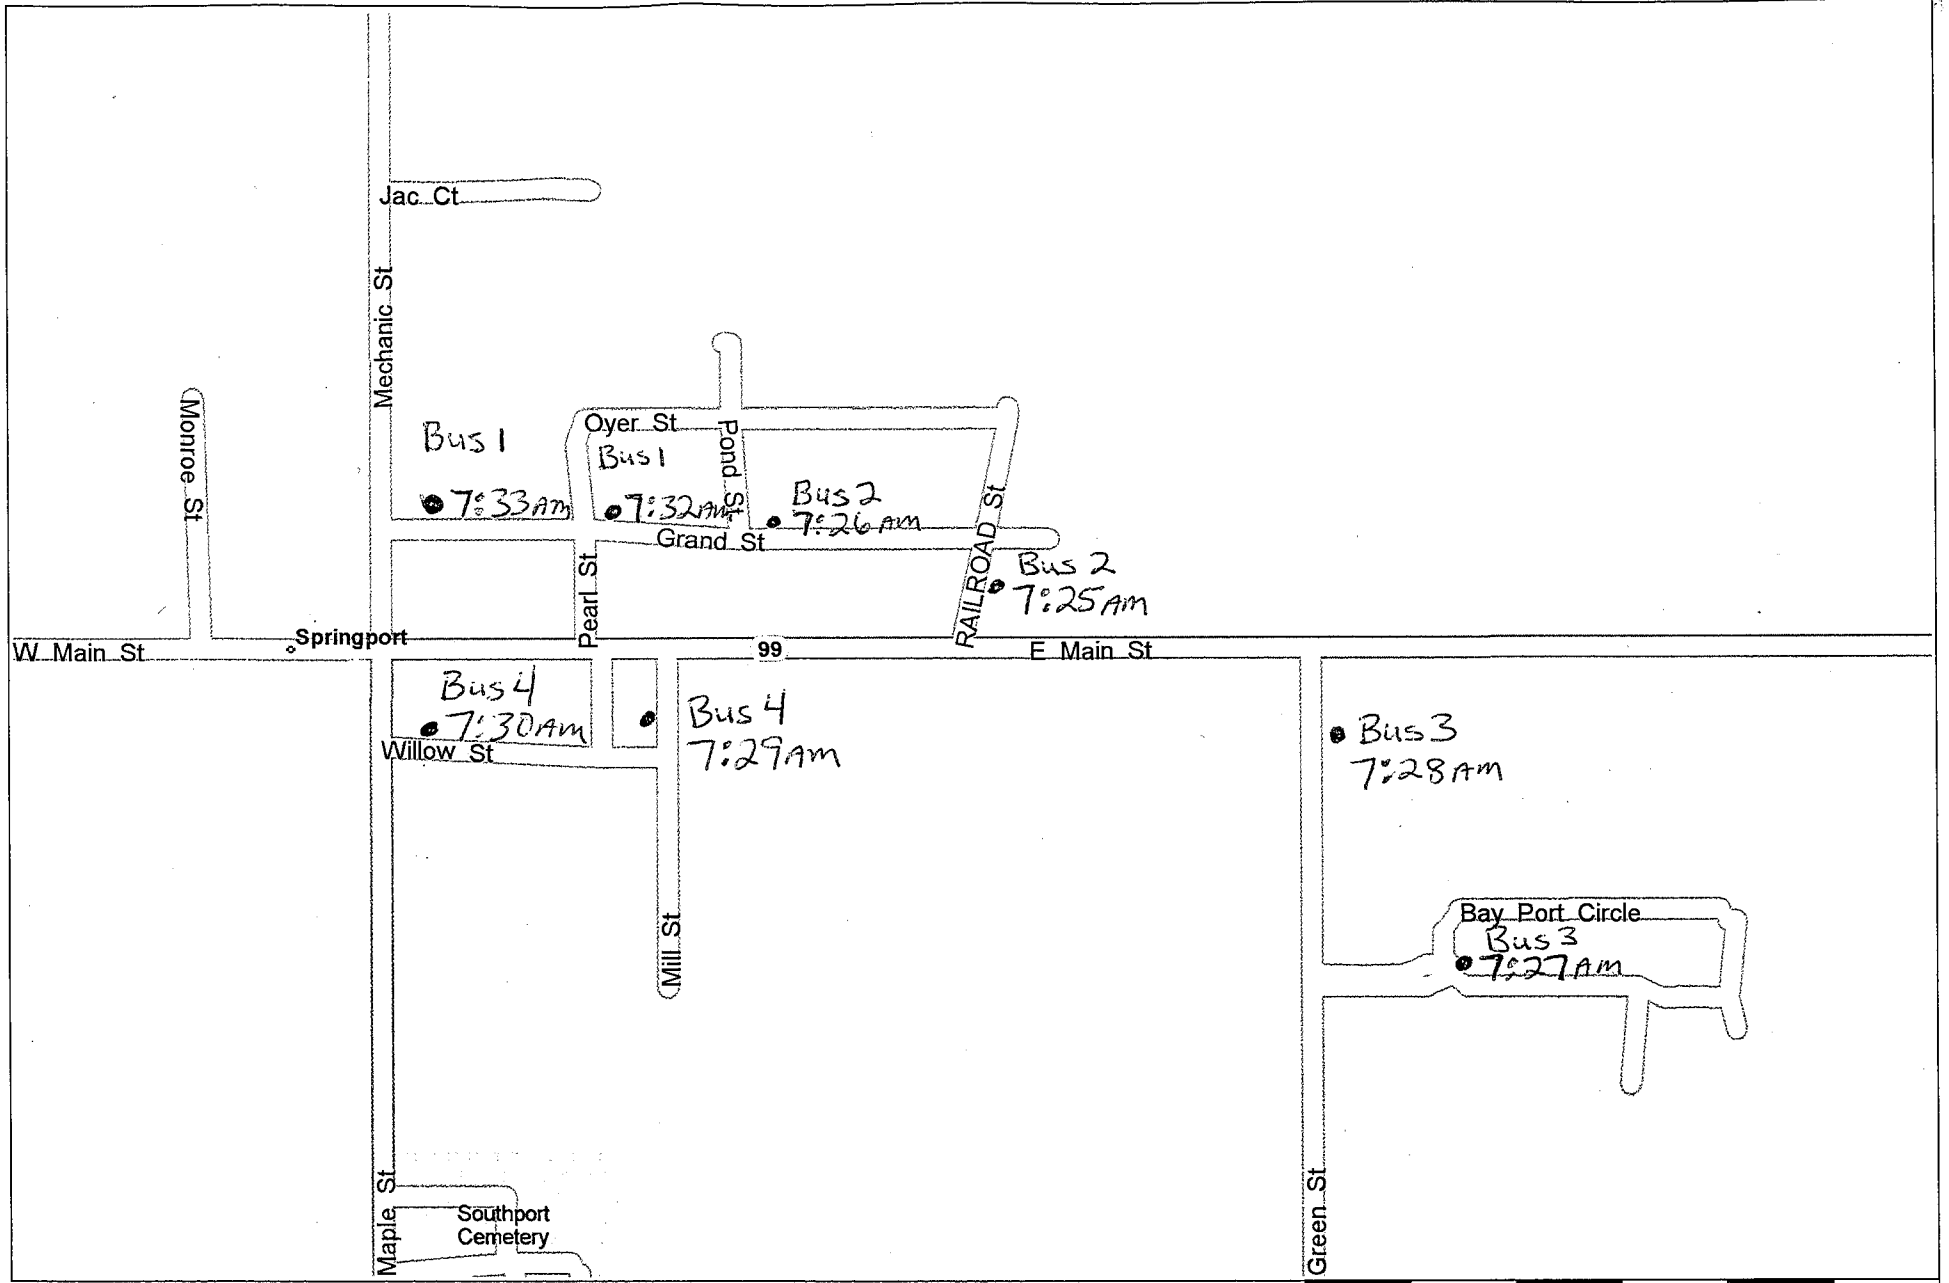 Jac Ct
Mechanic St
Monroe St
Oyer St
Pond St
Bus 1
7:33AM
Bus 1
7:32AM
Bus 2
7:26AM
Grand St
RAILROAD St
Bus 2
7:25AM
Pearl St
Springport
W Main St
99
E Main St
Bus 4
7:30AM
Bus 4
7:29AM
Willow St
Bus 3
7:28AM
Mill St
Bay Port Circle
Bus 3
7:27AM
Maple St
Southport
Cemetery
Green St